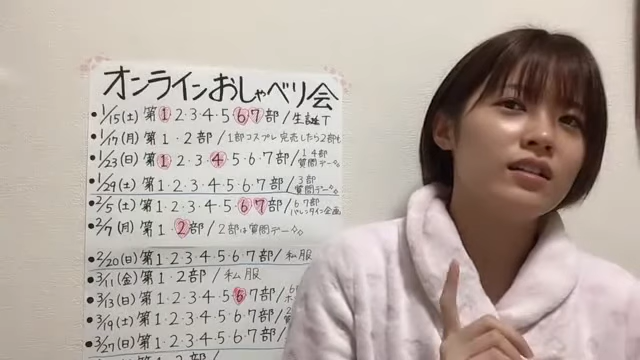 オンラインおしゃべり会
・1/15(土) 第1・2・3・4・5・6・7部/生誕T
・1/17(月) 第1・2部/1部コスプレ 完売したら2部も
・1/23(日) 第1・2・3・4・5・6・7部/1・4部 質問デー
・1/29(土) 第1・2・3・4・5・6・7部/3部 質問デー
・2/5(土) 第1・2・3・4・5・6・7部/6・7部 バレンタイン企画
・2/7(月) 第1・2部/2部は質問デー
・2/20(日) 第1・2・3・4・5・6・7部/私服
・3/11(金) 第1・2部/私服
・3/13(日) 第1・2・3・4・5・6・7部/
・3/19(土) 第1・2・3・4・5・6・7部/
・3/27(日) 第1・2・3・4・5・6・7部/